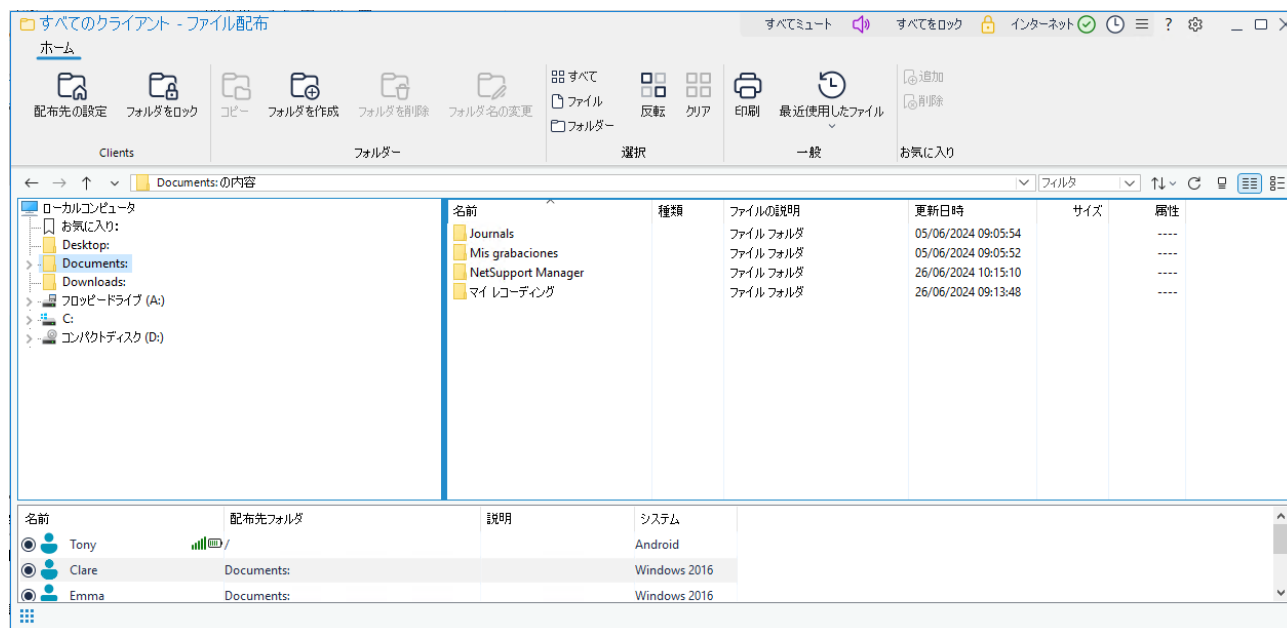 すべてのクライアント - ファイル配布 すべてミュート すべてをロック インターネット ?
ホーム
配布先の設定 フォルダをロック コピー フォルダを作成 フォルダを削除 フォルダ名の変更 すべて ファイル フォルダー 反転 クリア 印刷 最近使用したファイル 追加 削除
Clients フォルダー 選択 一般 お気に入り
Documents: の内容 フィルタ
ローカルコンピュータ
お気に入り:
Desktop:
Documents:
Downloads:
フロッピードライブ (A:)
C:
コンパクトディスク (D:)
名前 種類 ファイルの説明 更新日時 サイズ 属性
Journals ファイル フォルダ 05/06/2024 09:05:54 ----
Mis grabaciones ファイル フォルダ 05/06/2024 09:05:52 ----
NetSupport Manager ファイル フォルダ 26/06/2024 10:15:10 ----
マイ レコーディング ファイル フォルダ 26/06/2024 09:13:48 ----
名前 配布先フォルダ 説明 システム
Tony / Android
Clare Documents: Windows 2016
Emma Documents: Windows 2016